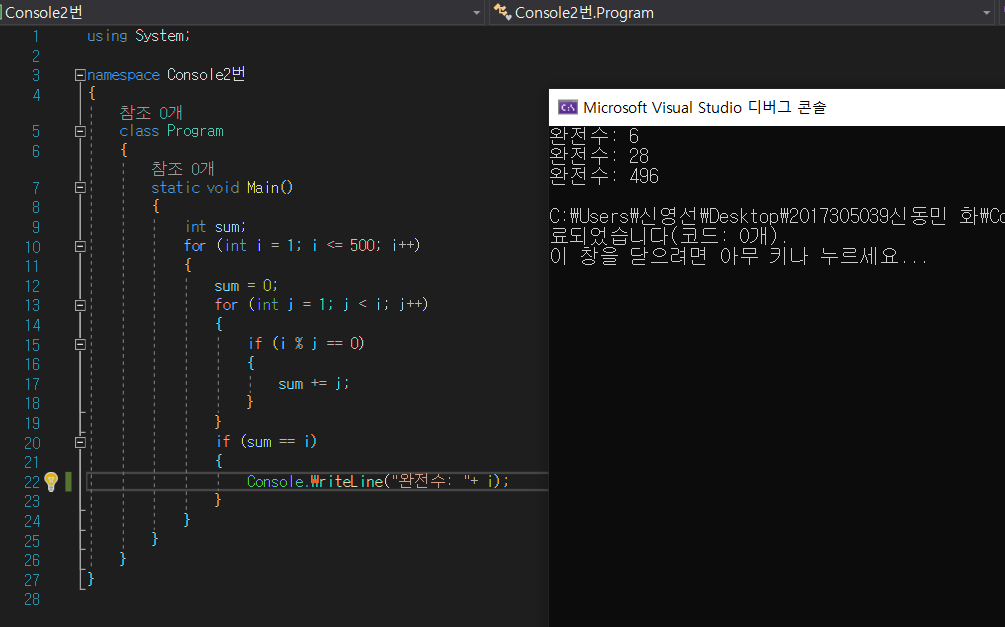 Console2번 Console2번.Program
1 using System;
2
3 namespace Console2번
4 {
참조 0개
5 class Program
6 {
참조 0개
7 static void Main()
8 {
9 int sum;
10 for (int i = 1; i <= 500; i++)
11 {
12 sum = 0;
13 for (int j = 1; j < i; j++)
14 {
15 if (i % j == 0)
16 {
17 sum += j;
18 }
19 }
20 if (sum == i)
21 {
22 Console.WriteLine("완전수: "+ i);
23 }
24 }
25 }
26 }
27 }
28
C:\ Microsoft Visual Studio 디버그 콘솔
완전수: 6
완전수: 28
완전수: 496
C:₩Users₩신영선₩Desktop₩2017305039신동민 화₩Co
료되었습니다(코드: 0개).
이 창을 닫으려면 아무 키나 누르세요...